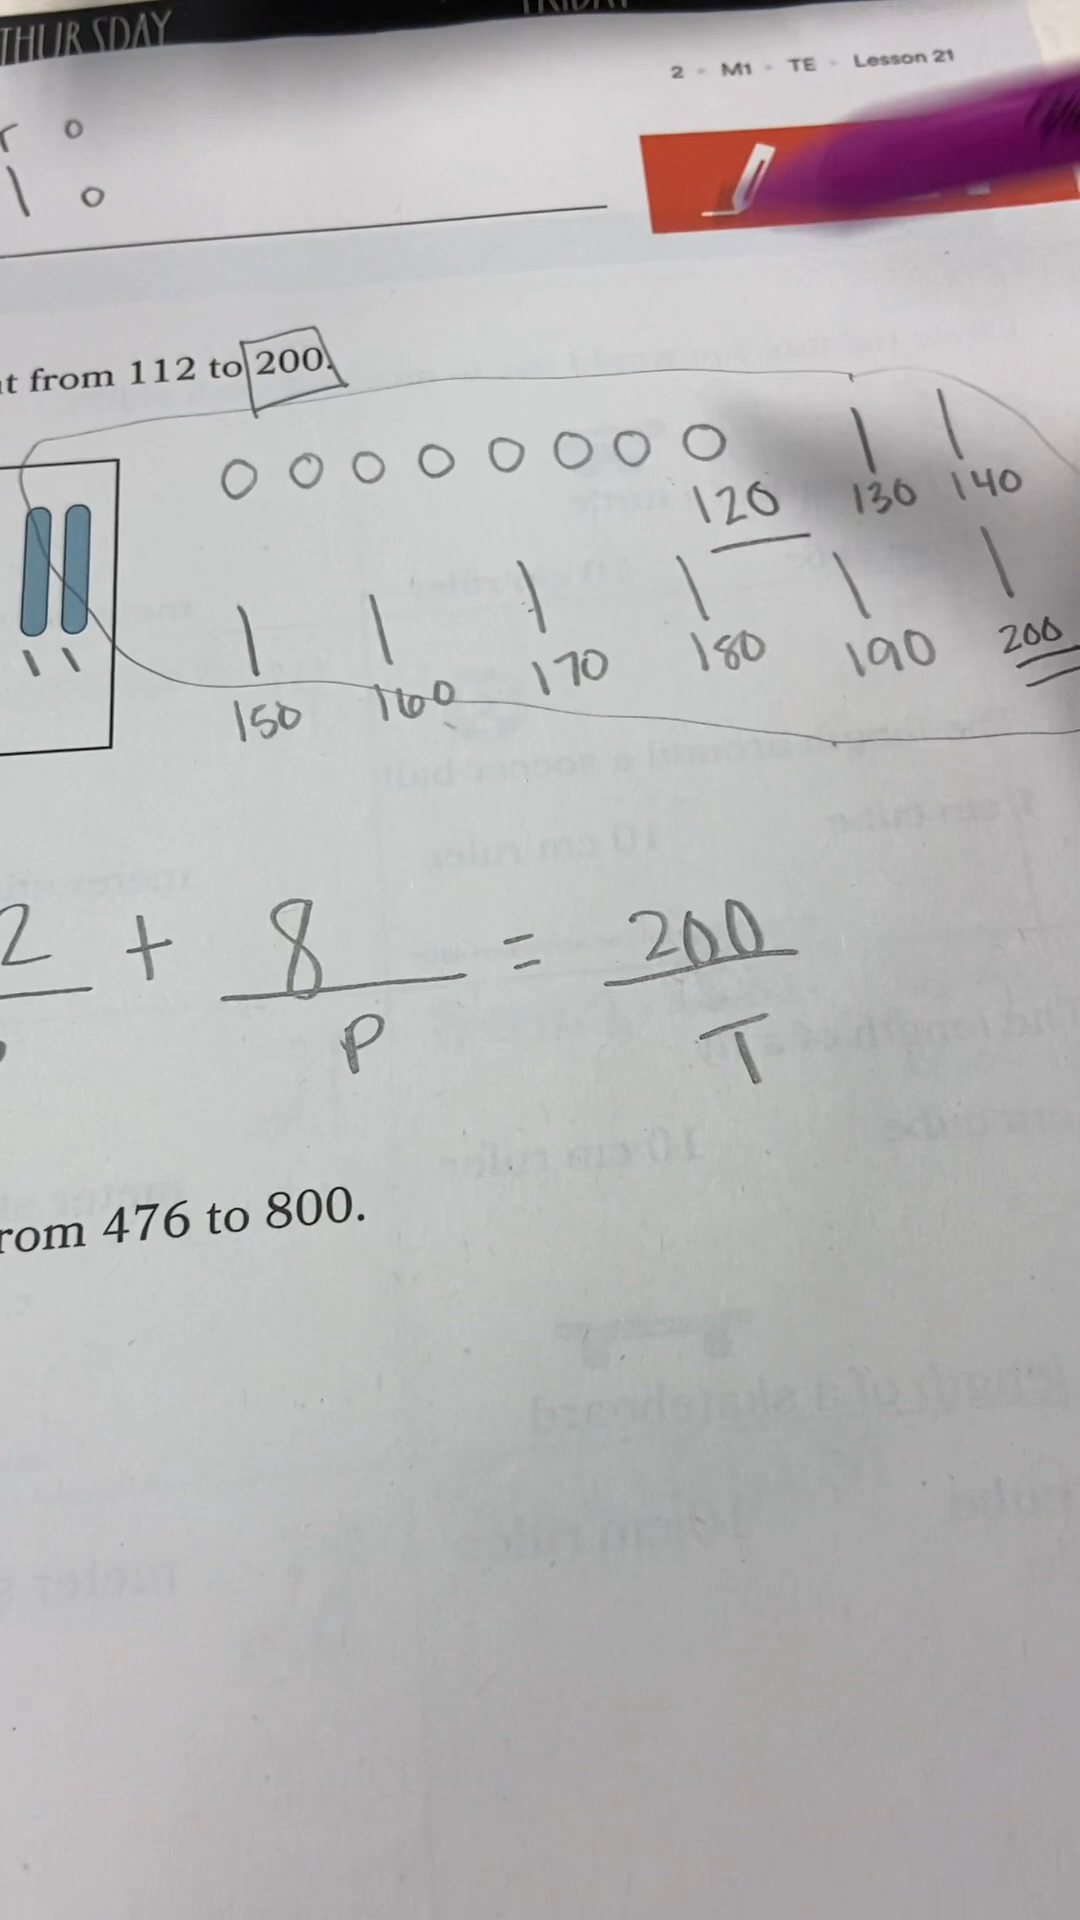 THURSDAY
2 • M1 • TE • Lesson 21
from 112 to 200.
120 130 140
150 160 170 180 190 200
2 + 8 = 200
P T
from 476 to 800.